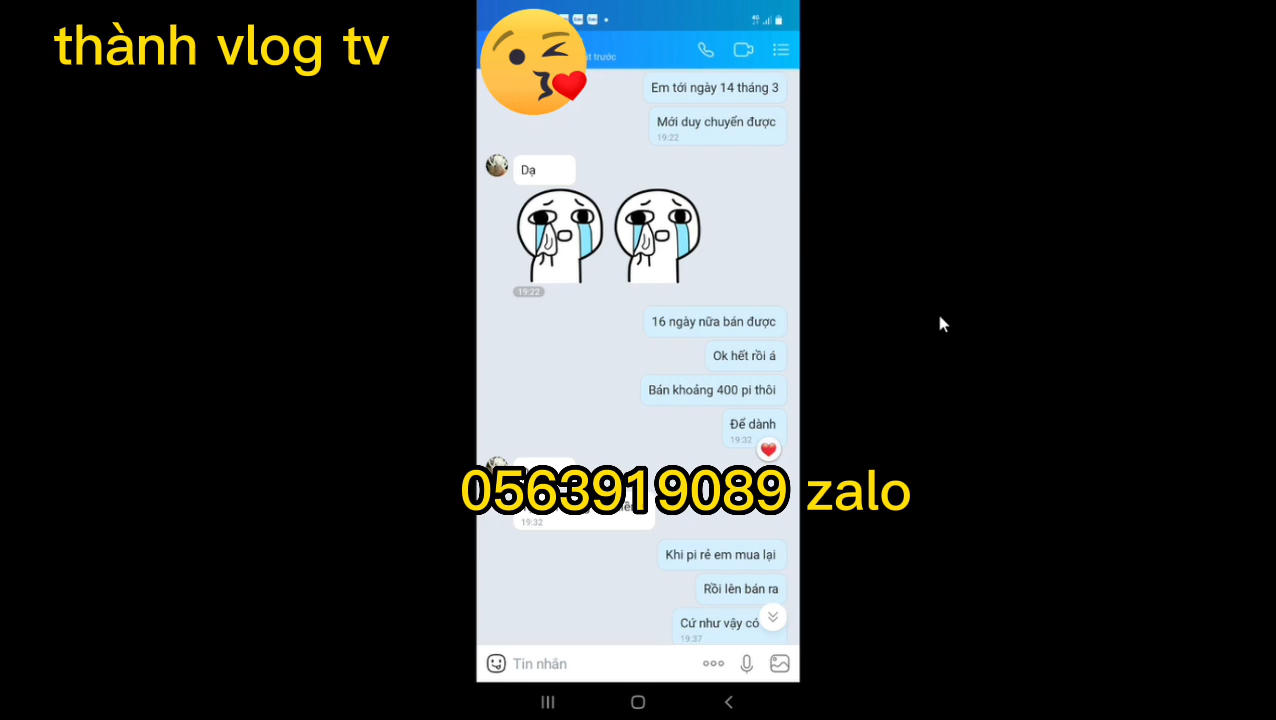 thành vlog tv
Em tới ngày 14 tháng 3
Mới duy chuyển được
19:22
Dạ
19:22
16 ngày nữa bán được
Ok hết rồi á
Bán khoảng 400 pi thôi
Để dành
19:32
0563919089 zalo
19:32
Khi pi rẻ em mua lại
Rồi lên bán ra
Cứ như vậy có
19:37
Tin nhắn